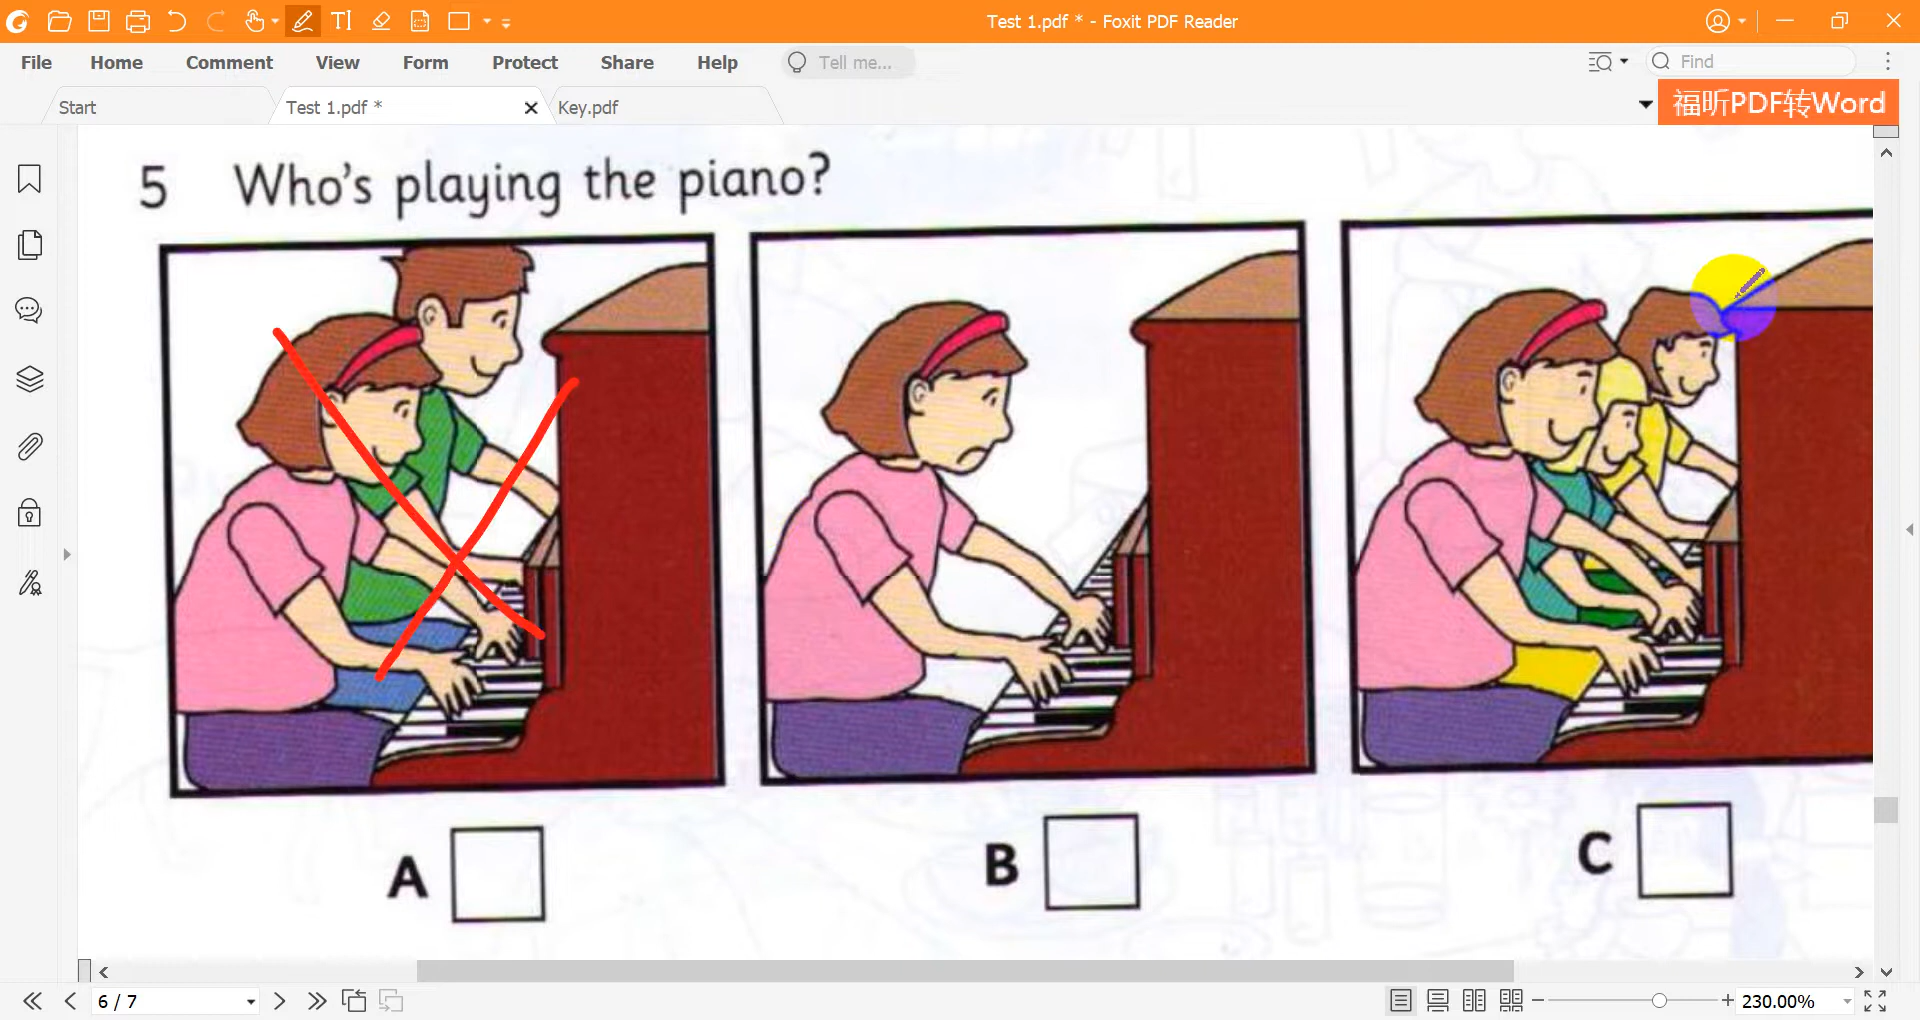 Test 1.pdf * - Foxit PDF Reader
File Home Comment View Form Protect Share Help Tell me... Find
Start Test 1.pdf * Key.pdf 福昕PDF转Word
5 Who's playing the piano?
A B C
6 / 7 230.00%